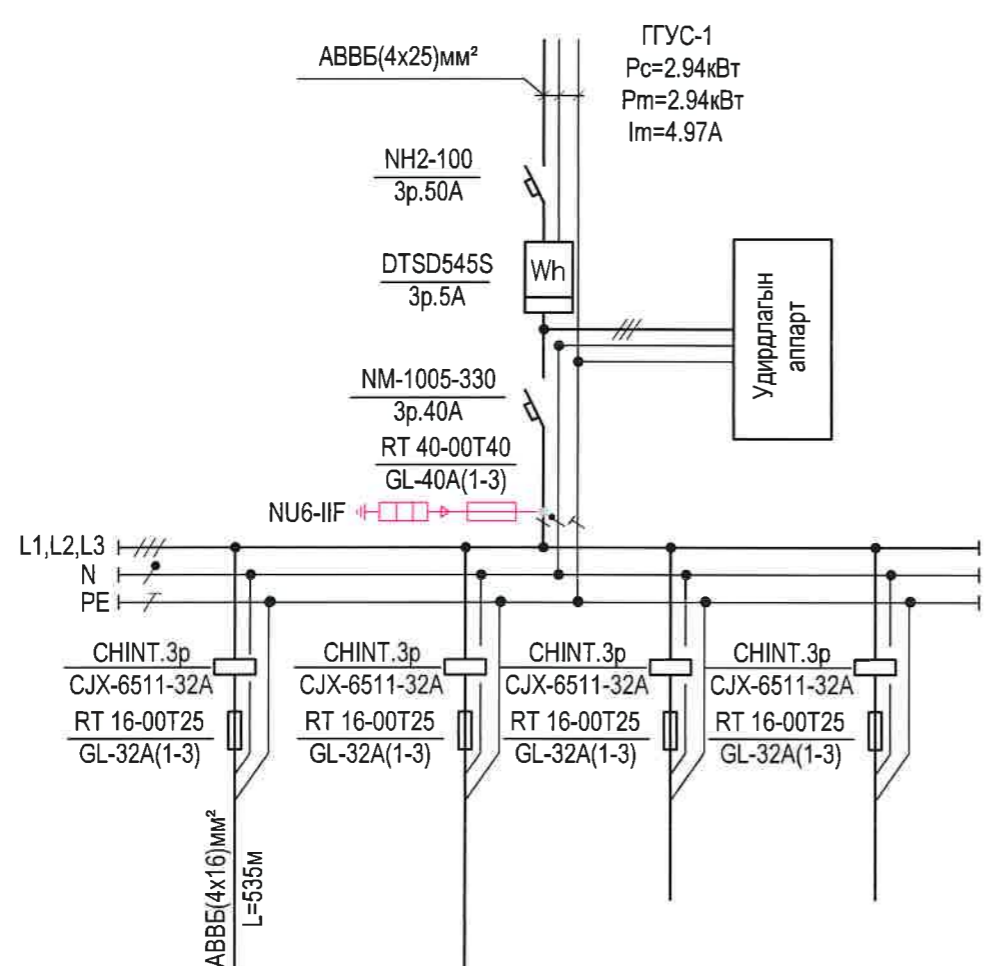 АВВБ(4x25)мм²
ГГУС-1
Pc=2.94кВт
Pm=2.94кВт
Im=4.97A
NH2-100
3p.50A
DTSD545S
3p.5A
Wh
Удирдлагын
аппарт
NM-1005-330
3p.40A
RT 40-00T40
GL-40A(1-3)
NU6-IIF
L1,L2,L3
N
PE
CHINT.3p
CJX-6511-32A
RT 16-00T25
GL-32A(1-3)
CHINT.3p
CJX-6511-32A
RT 16-00T25
GL-32A(1-3)
CHINT.3p
CJX-6511-32A
RT 16-00T25
GL-32A(1-3)
CHINT.3p
CJX-6511-32A
RT 16-00T25
GL-32A(1-3)
АВВБ(4x16)мм²
L=535м